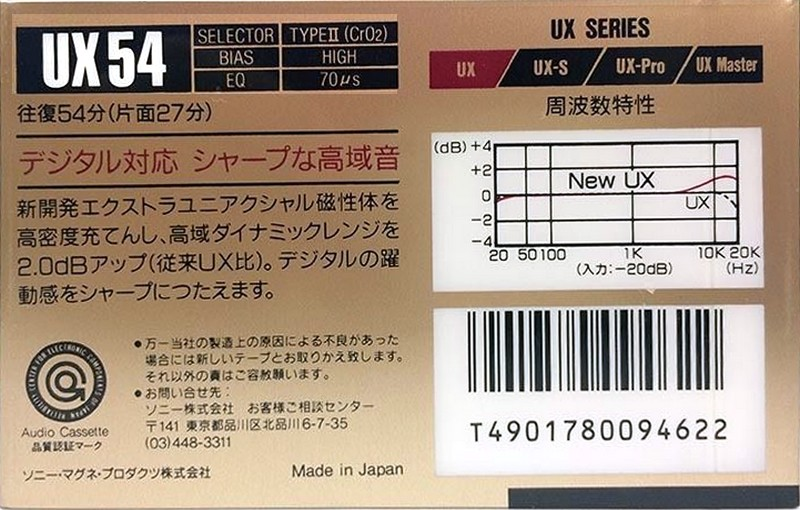 UX54
SELECTOR TYPEⅡ (CrO2)
BIAS HIGH
EQ 70μs
往復54分(片面27分)
デジタル対応 シャープな高域音
新開発エクストラユニアクシャル磁性体を
高密度充てんし、高域ダイナミックレンジを
2.0dBアップ(従来UX比)。デジタルの躍
動感をシャープにつたえます。
CENTER FOR ELECTRONIC COMPONENTS OF JAPAN RELIABILITY
Audio Cassette
品質認証マーク
●万一当社の製造上の原因による不良があった
場合には新しいテープとお取りかえ致します。
それ以外の責はご容赦願います。
●お問い合せ先:
ソニー株式会社 お客様ご相談センター
〒141 東京都品川区北品川6-7-35
(03)448-3311
ソニー・マグネ・プロダクツ株式会社
Made in Japan
UX SERIES
UX UX-S UX-Pro UX Master
周波数特性
(dB) +4
+2
0
−2
−4
New UX
UX
20 50 100 1K 10K 20K
(入力:−20dB) (Hz)
T4901780094622